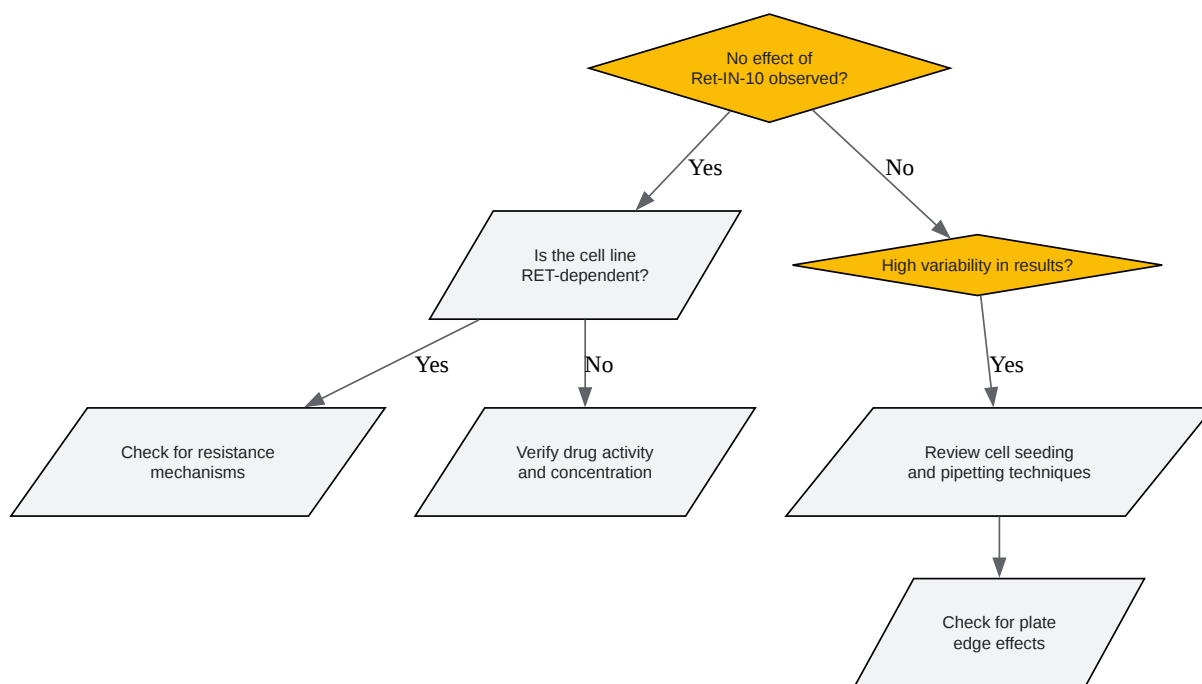 No effect of
Ret-IN-10 observed?
Yes
No
Is the cell line
RET-dependent?
High variability in results?
Yes
No
Yes
Check for resistance
mechanisms
Verify drug activity
and concentration
Review cell seeding
and pipetting techniques
Check for plate
edge effects